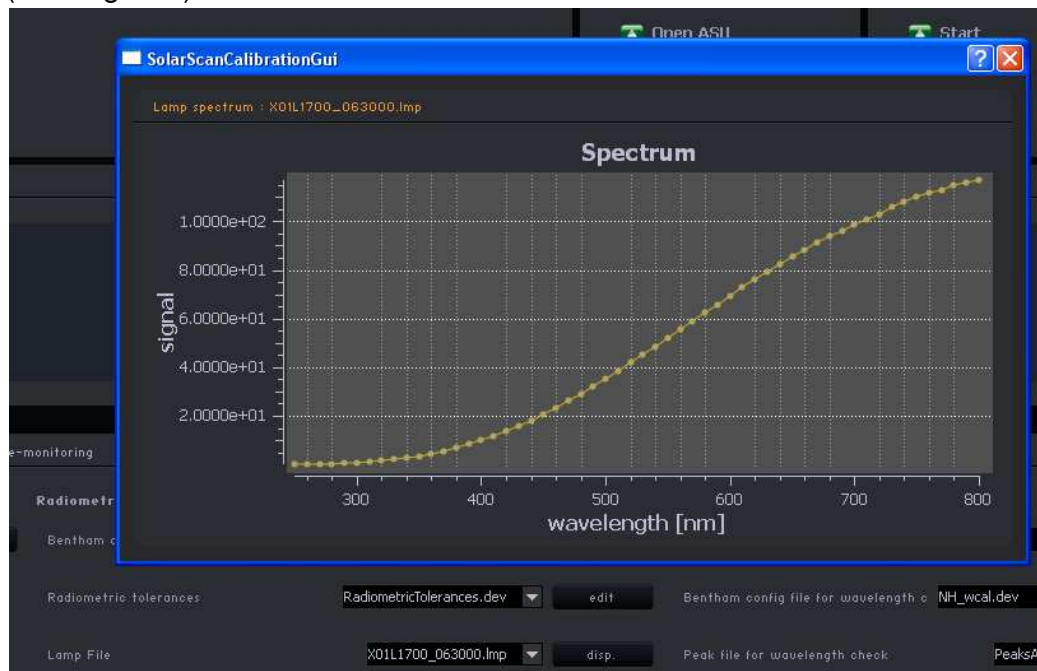 Open ASU
Start
SolarScanCalibrationGui
Lamp spectrum : X01L1700_063000.lmp
Spectrum
1.0000e+02
8.0000e+01
6.0000e+01
4.0000e+01
2.0000e+01
signal
300 400 500 600 700 800
wavelength [nm]
e-monitoring
Radiometr
Bentham c
Radiometric tolerances RadiometricTolerances.dev edit Bentham config file for wavelength c NH_wcal.dev
Lamp File X01L1700_063000.lmp disp. Peak file for wavelength check PeaksA